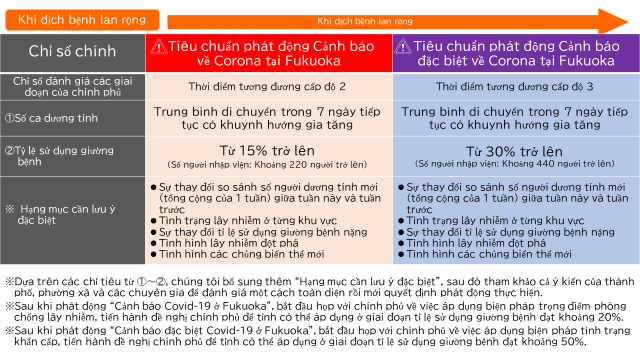 Khi dịch bệnh lan rộng
Khi dịch bệnh lan rộng
Chỉ số chính
⚠Tiêu chuẩn phát động Cảnh báo
về Corona tại Fukuoka
⚠Tiêu chuẩn phát động Cảnh báo
đặc biệt về Corona tại Fukuoka
Chỉ số đánh giá các giai
đoạn của chính phủ
Thời điểm tương đương cấp độ 2
Thời điểm tương đương cấp độ 3
①Số ca dương tính
Trung bình di chuyển trong 7 ngày tiếp
tục có khuynh hướng gia tăng
Trung bình di chuyển trong 7 ngày tiếp
tục có khuynh hướng gia tăng
②Tỷ lệ sử dụng giường
bệnh
Từ 15% trở lên
(Số người nhập viện: Khoảng 220 người trở lên)
Từ 30% trở lên
(Số người nhập viện: Khoảng 440 người trở lên)
※ Hạng mục cần lưu ý
đặc biệt
●Sự thay đổi so sánh số người dương tính mới
(tổng cộng của 1 tuần) giữa tuần này và tuần
trước
●Tình trạng lây nhiễm ở từng khu vực
●Sự thay đổi tỉ lệ sử dụng giường bệnh nặng
●Tình hình lây nhiễm đột phá
●Tình hình các chủng biến thể mới
●Sự thay đổi so sánh số người dương tính mới
(tổng cộng của 1 tuần) giữa tuần này và tuần
trước
●Tình trạng lây nhiễm ở từng khu vực
●Sự thay đổi tỉ lệ sử dụng giường bệnh nặng
●Tình hình lây nhiễm đột phá
●Tình hình các chủng biến thể mới
※Dựa trên các chỉ tiêu từ ①~②, chúng tôi bổ sung thêm “Hạng mục cần lưu ý đặc biệt”, sau đó tham khảo cả ý kiến của thành
phố, phường xã và các chuyên gia để đánh giá một cách toàn diện rồi mới quyết định phát động thực hiện.
※Sau khi phát động “Cảnh báo Covid-19 ở Fukuoka”, bắt đầu họp với chính phủ về việc áp dụng biện pháp trọng điểm phòng
chống lây nhiễm, tiến hành đề nghị chính phủ để tỉnh có thể áp dụng ở giai đoạn tỉ lệ sử dụng giường bệnh đạt khoảng 20%.
※Sau khi phát động “Cảnh báo đặc biệt Covid-19 ở Fukuoka”, bắt đầu họp với chính phủ về việc áp dụng biện pháp tình trạng
khẩn cấp, tiến hành đề nghị chính phủ để tỉnh có thể áp dụng ở giai đoạn tỉ lệ sử dụng giường bệnh đạt khoảng 50%.